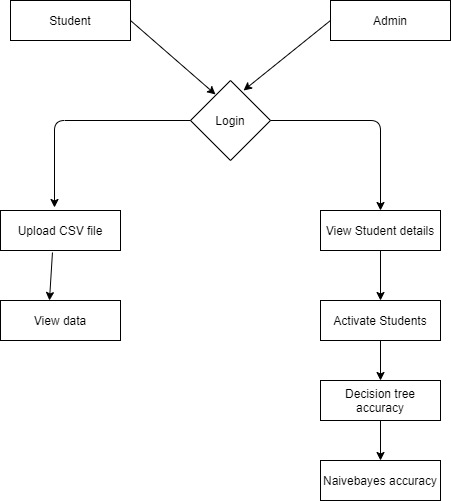 Student
Admin
Login
Upload CSV file
View Student details
View data
Activate Students
Decision tree
accuracy
Naivebayes accuracy